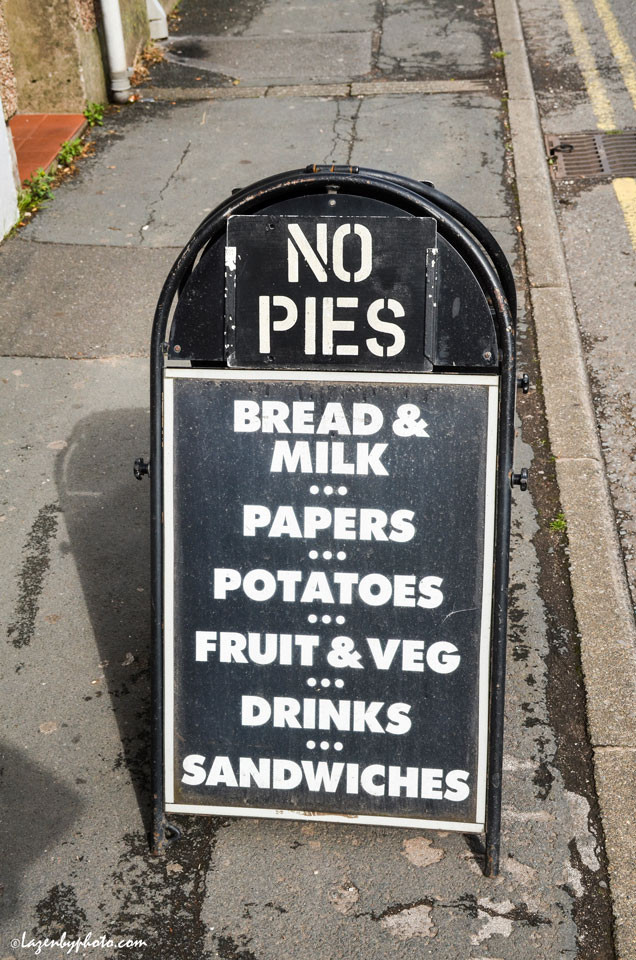 NO
PIES
BREAD &
MILK
•••
PAPERS
•••
POTATOES
•••
FRUIT & VEG
•••
DRINKS
•••
SANDWICHES
©Lazenbyphoto.com